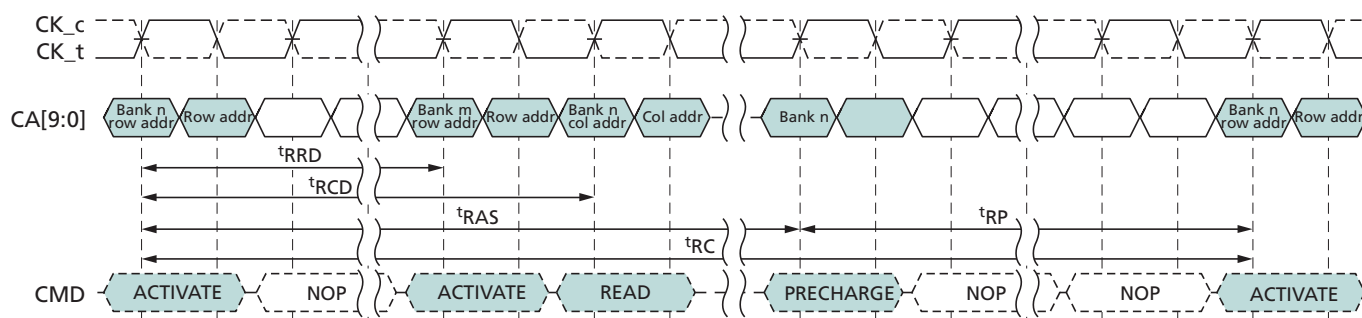 CK_c
CK_t
CA[9:0]
Bank n
row addr
Row addr
Bank m
row addr
Row addr
Bank n
col addr
Col addr
Bank n
Bank n
row addr
Row addr
tRRD
tRCD
tRAS
tRP
tRC
CMD
ACTIVATE
NOP
ACTIVATE
READ
PRECHARGE
NOP
NOP
ACTIVATE